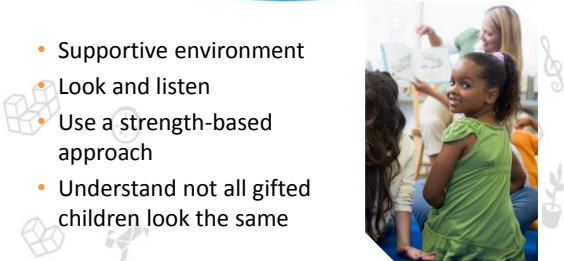 • Supportive environment
• Look and listen
• Use a strength-based
approach
• Understand not all gifted
children look the same